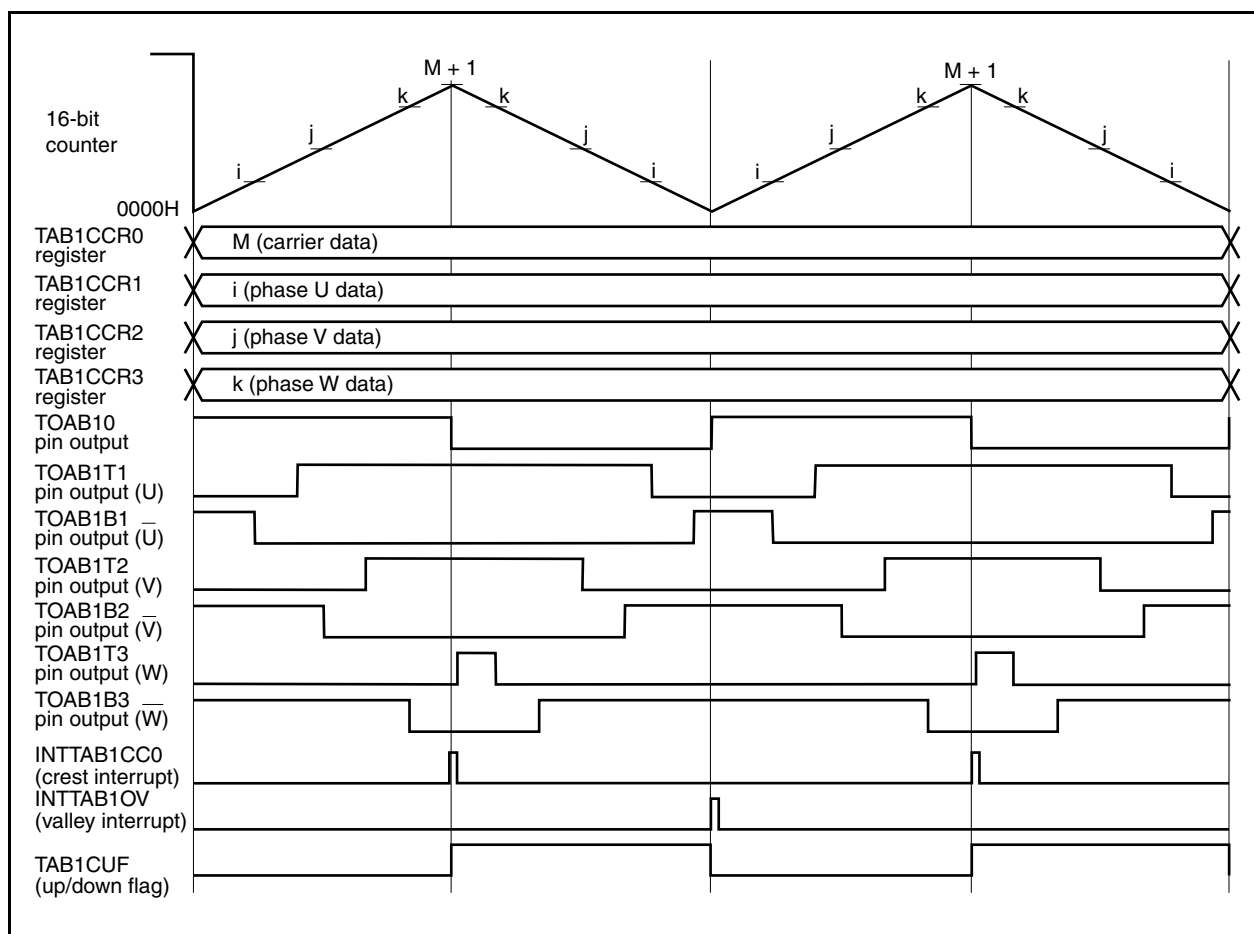 M + 1
M + 1
k
k
k
k
16-bit
counter
j
j
j
j
i
i
i
i
0000H
TAB1CCR0
register
M (carrier data)
TAB1CCR1
register
i (phase U data)
TAB1CCR2
register
j (phase V data)
TAB1CCR3
register
k (phase W data)
TOAB10
pin output
TOAB1T1
pin output (U)
TOAB1B1
pin output (U̅)
TOAB1T2
pin output (V)
TOAB1B2
pin output (V̅)
TOAB1T3
pin output (W)
TOAB1B3
pin output (W̅)
INTTAB1CC0
(crest interrupt)
INTTAB1OV
(valley interrupt)
TAB1CUF
(up/down flag)